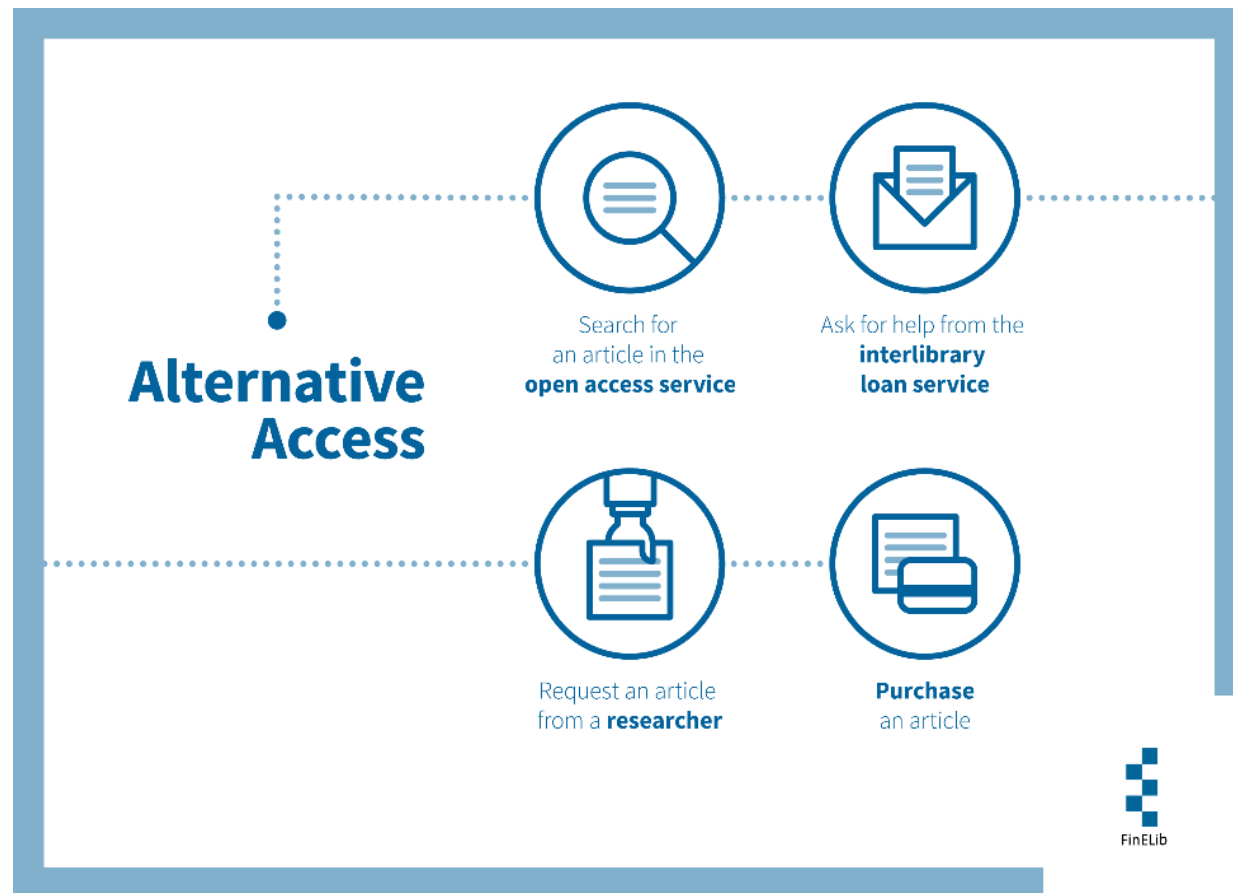 Alternative
Access
Search for
an article in the
open access service
Ask for help from the
interlibrary
loan service
Request an article
from a researcher
Purchase
an article
FinELib